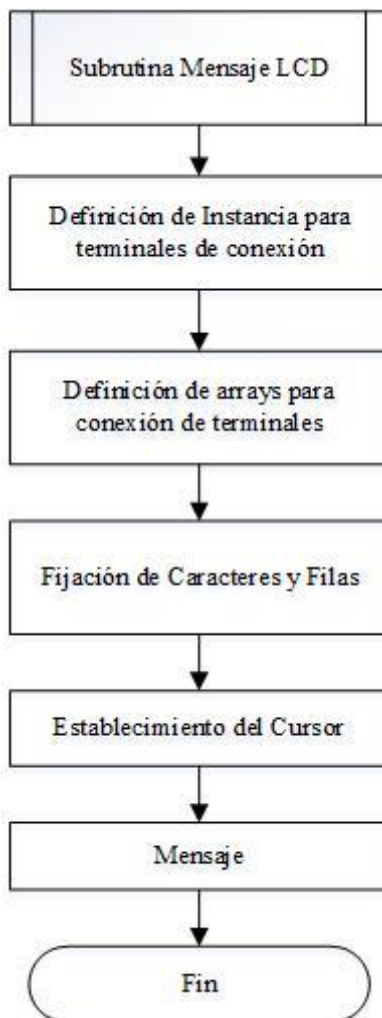 Subrutina Mensaje LCD
Definición de Instancia para
terminales de conexión
Definición de arrays para
conexión de terminales
Fijación de Caracteres y Filas
Establecimiento del Cursor
Mensaje
Fin